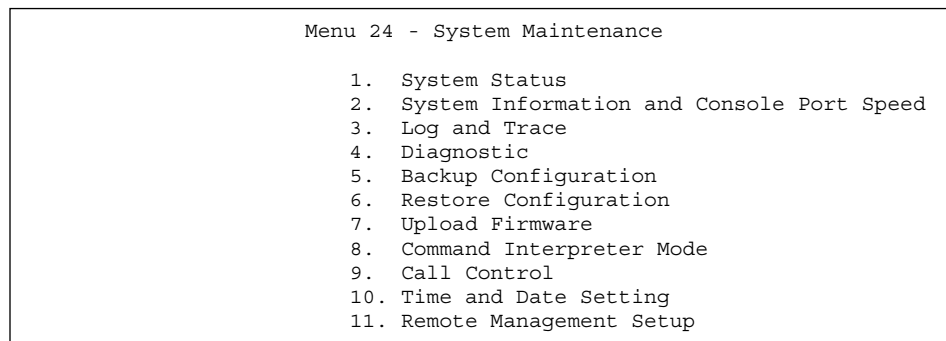 Menu 24 - System Maintenance
1. System Status
2. System Information and Console Port Speed
3. Log and Trace
4. Diagnostic
5. Backup Configuration
6. Restore Configuration
7. Upload Firmware
8. Command Interpreter Mode
9. Call Control
10. Time and Date Setting
11. Remote Management Setup